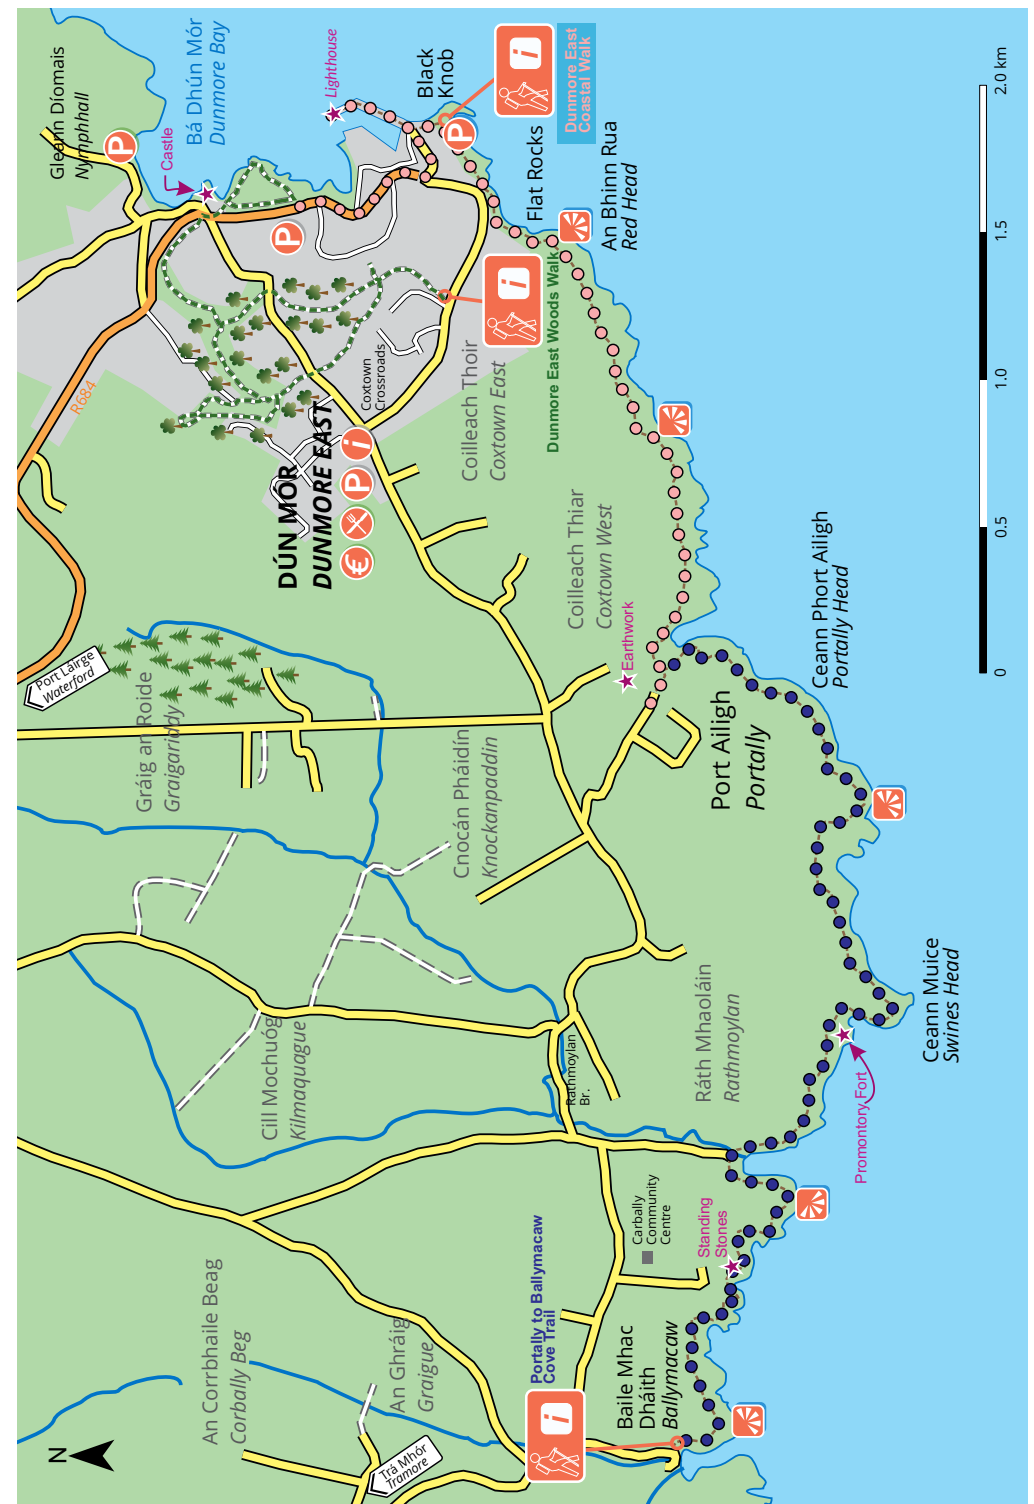 N
Trá Mhór
Tramore
An Corrbhaile Beag
Corbally Beg
An Ghráig
Graigue
Portally to Ballymacaw
Cove Trail
i
Baile Mhac
Dháith
Ballymacaw
Carbally
Community
Centre
Standing
Stones
Cill Mochuóg
Kilmaquague
Rathmoylan
Br.
Ráth Mhaoláin
Rathmoylan
Promontory Fort
Ceann Muice
Swines Head
Port Láirge
Waterford
Gráig an Roide
Graigariddy
Cnocán Pháidín
Knockanpaddin
Port Ailigh
Portally
Ceann Phort Ailigh
Portally Head
Earthwork
Coilleach Thiar
Coxtown West
R684
DÚN MÓR
DUNMORE EAST
€
P
i
Coxtown
Crossroads
Coilleach Thoir
Coxtown East
Dunmore East Woods Walk
i
P
Gleann Díomais
Nymphhall
P
Castle
Bá Dhún Mór
Dunmore Bay
Lighthouse
Black
Knob
P
i
Dunmore East
Coastal Walk
Flat Rocks
An Bhinn Rua
Red Head
0
0.5
1.0
1.5
2.0 km